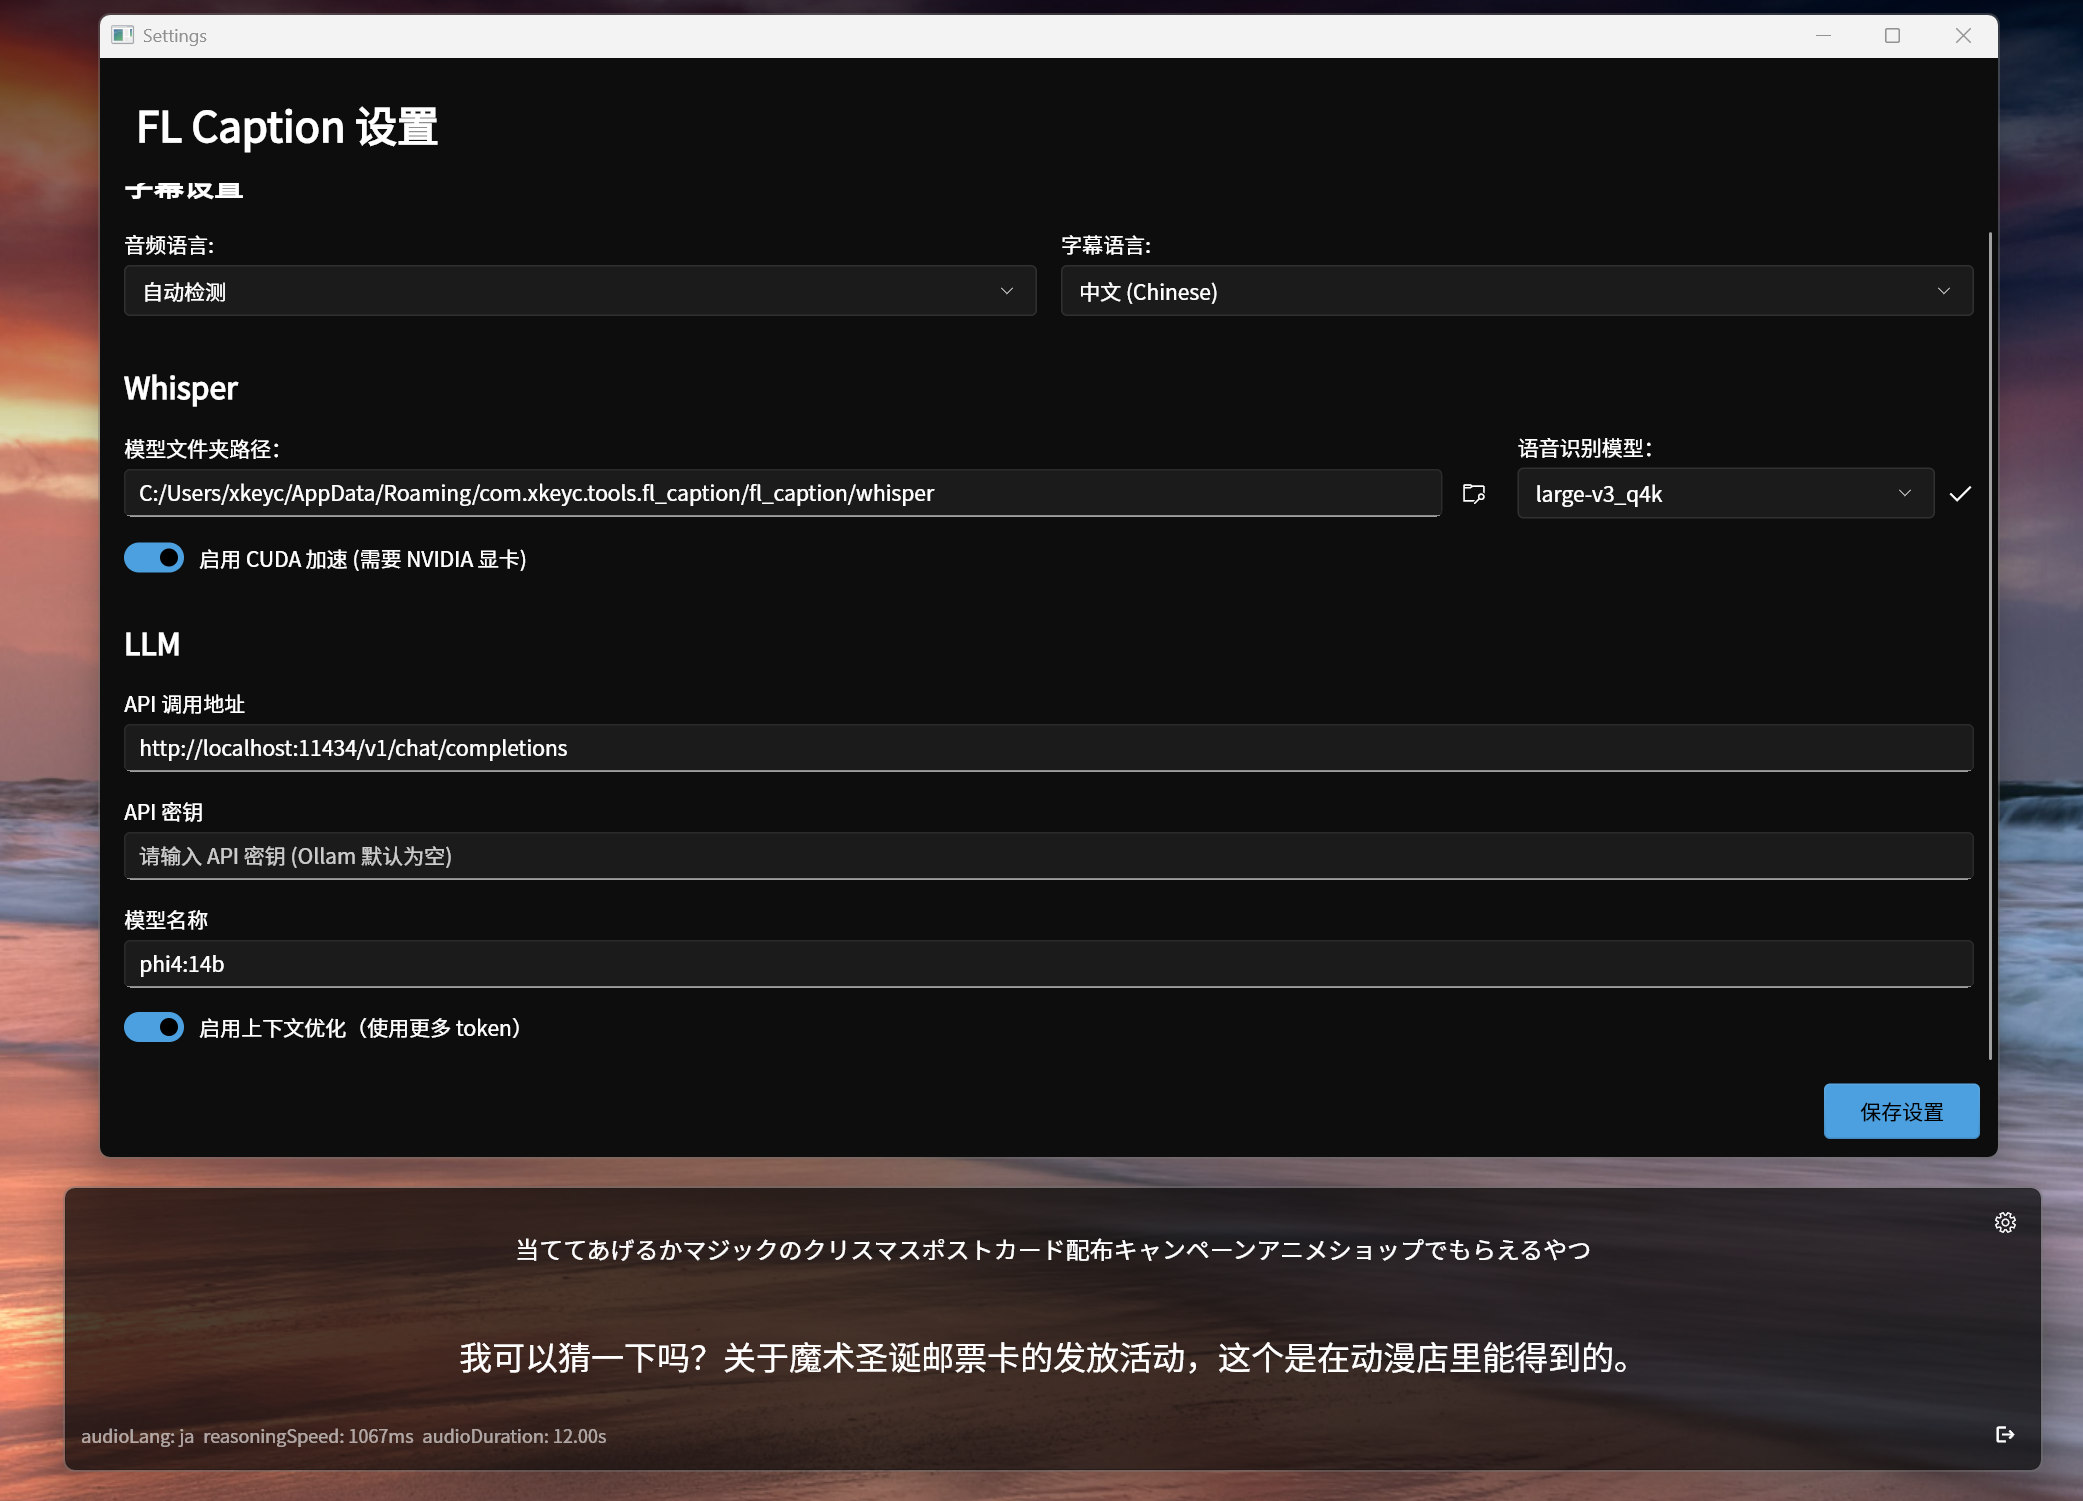 Settings
FL Caption 设置
字幕设置
音频语言:
字幕语言:
自动检测
中文 (Chinese)
Whisper
模型文件夹路径：
语音识别模型：
C:/Users/xkeyc/AppData/Roaming/com.xkeyc.tools.fl_caption/fl_caption/whisper
large-v3_q4k
启用 CUDA 加速 (需要 NVIDIA 显卡)
LLM
API 调用地址
http://localhost:11434/v1/chat/completions
API 密钥
请输入 API 密钥 (Ollam 默认为空)
模型名称
phi4:14b
启用上下文优化（使用更多 token）
保存设置
当ててあげるかマジックのクリスマスポストカード配布キャンペーンアニメショップでもらえるやつ
我可以猜一下吗？关于魔术圣诞邮票卡的发放活动，这个是在动漫店里能得到的。
audioLang: ja reasoningSpeed: 1067ms audioDuration: 12.00s